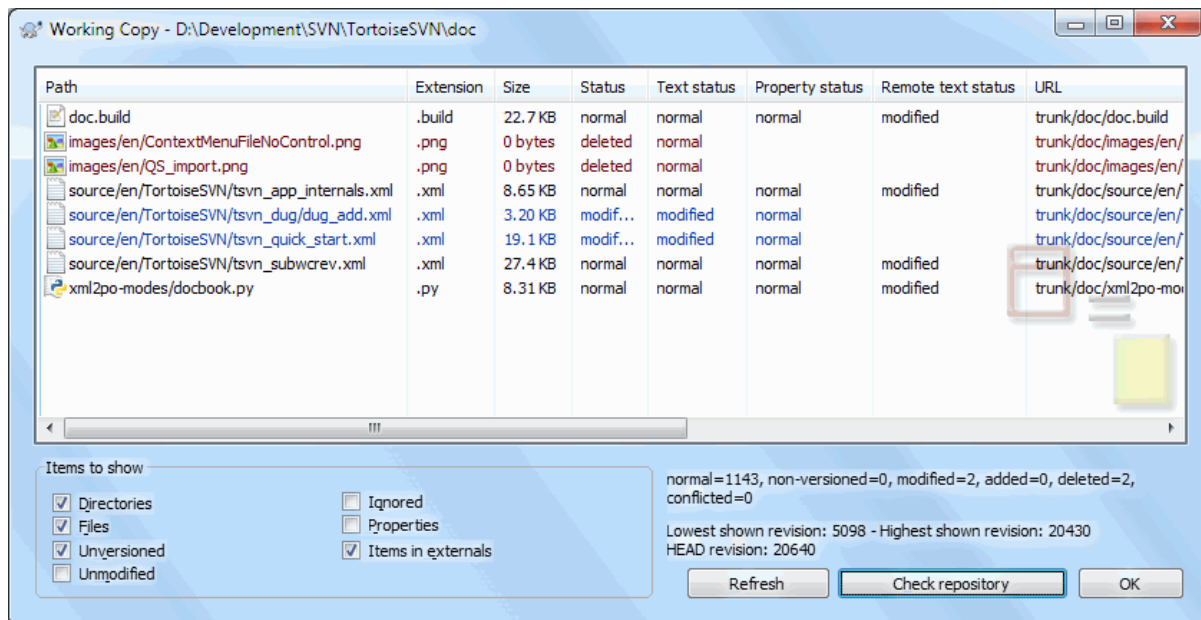 Working Copy - D:\Development\SVN\TortoiseSVN\doc
Path Extension Size Status Text status Property status Remote text status URL
doc.build .build 22.7 KB normal normal normal modified trunk/doc/doc.build
images/en/ContextMenuFileNoControl.png .png 0 bytes deleted normal trunk/doc/images/en/
images/en/QS_import.png .png 0 bytes deleted normal trunk/doc/images/en/
source/en/TortoiseSVN/tsvn_app_internals.xml .xml 8.65 KB normal normal normal modified trunk/doc/source/en/
source/en/TortoiseSVN/tsvn_dug/dug_add.xml .xml 3.20 KB modif... modified normal trunk/doc/source/en/
source/en/TortoiseSVN/tsvn_quick_start.xml .xml 19.1 KB modif... modified normal trunk/doc/source/en/
source/en/TortoiseSVN/tsvn_subwcrev.xml .xml 27.4 KB normal normal normal modified trunk/doc/source/en/
xml2po-modes/docbook.py .py 8.31 KB normal normal normal modified trunk/doc/xml2po-mo
Items to show
Directories Ignored
Files Properties
Unversioned Items in externals
Unmodified
normal=1143, non-versioned=0, modified=2, added=0, deleted=2,
conflicted=0
Lowest shown revision: 5098 - Highest shown revision: 20430
HEAD revision: 20640
Refresh Check repository OK